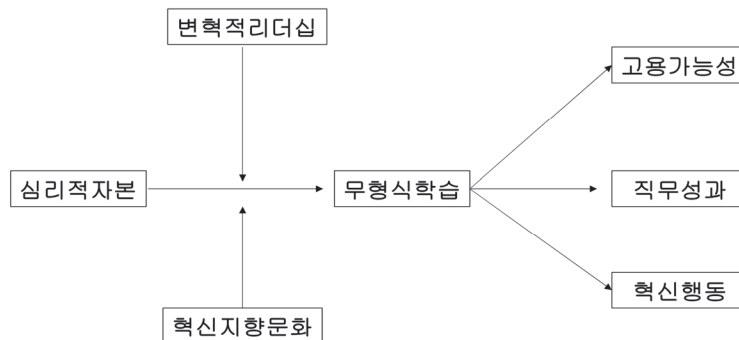 변혁적리더십
고용가능성
심리적자본
무형식학습
직무성과
혁신행동
혁신지향문화